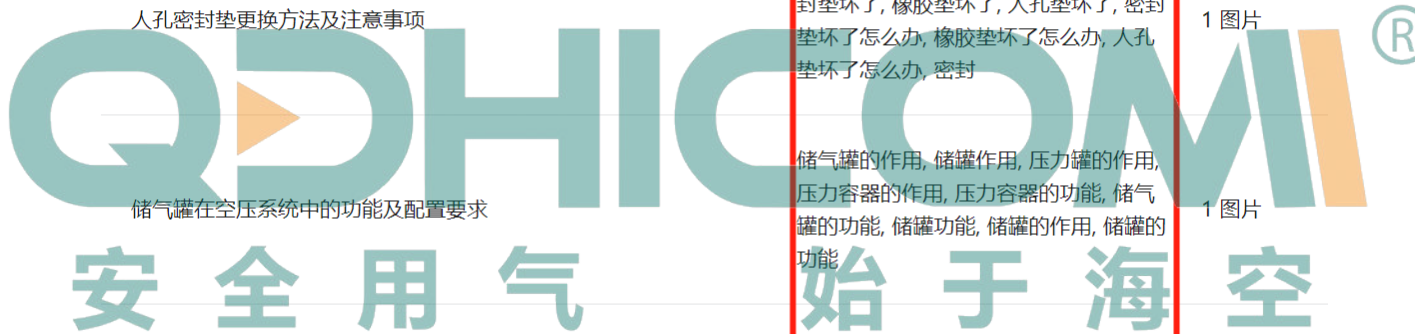 封垫坏了, 橡胶垫坏了, 人孔垫坏了, 密封
人孔密封垫更换方法及注意事项
1 图片
垫坏了怎么办, 橡胶垫坏了怎么办, 人孔
垫坏了怎么办, 密封
QDHICOM ®
储气罐的作用, 储罐作用, 压力罐的作用,
压力容器的作用, 压力容器的功能, 储气
储气罐在空压系统中的功能及配置要求
1 图片
罐的功能, 储罐功能, 储罐的作用, 储罐的
功能
安全用气 始于海空